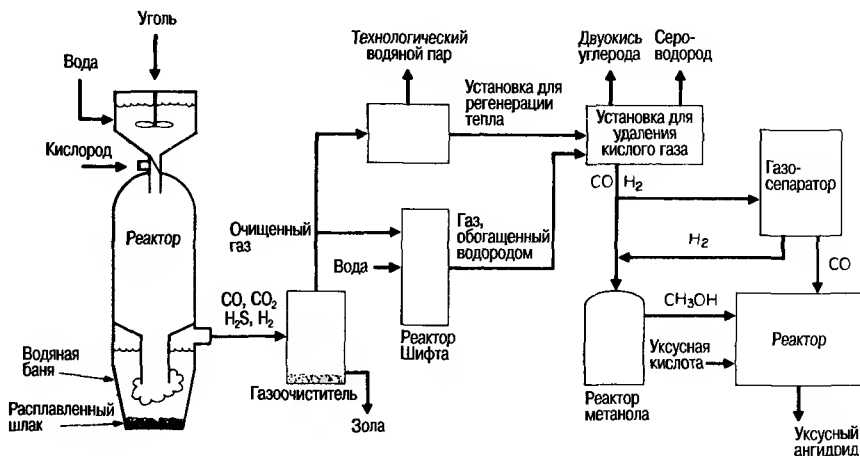 Уголь
Вода
Кислород
Реактор
Водяная
баня
Расплавленный
шлак
CO, CO₂
H₂S, H₂
Очищенный
газ
Газоочиститель
Зола
Технологический
водяной пар
Установка для
регенерации
тепла
Вода
Газ,
обогащенный
водородом
Реактор
Шифта
Двуокись
углерода
Серо-
водород
Установка для
удаления
кислого газа
CO H₂
Газо-
сепаратор
H₂
CO
CH₃OH
Уксусная
кислота
Реактор
метанола
Реактор
Уксусный
ангидрид